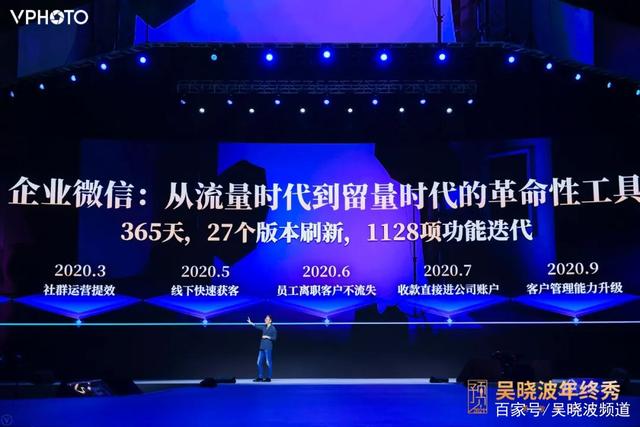 VPHOTO
企业微信：从流量时代到留量时代的革命性工具
365天，27个版本刷新，1128项功能迭代
2020.3 2020.5 2020.6 2020.7 2020.9
社群运营提效 线下快速获客 员工离职客户不流失 收款直接进公司账户 客户管理能力升级
吴晓波年终秀
百家号/吴晓波频道